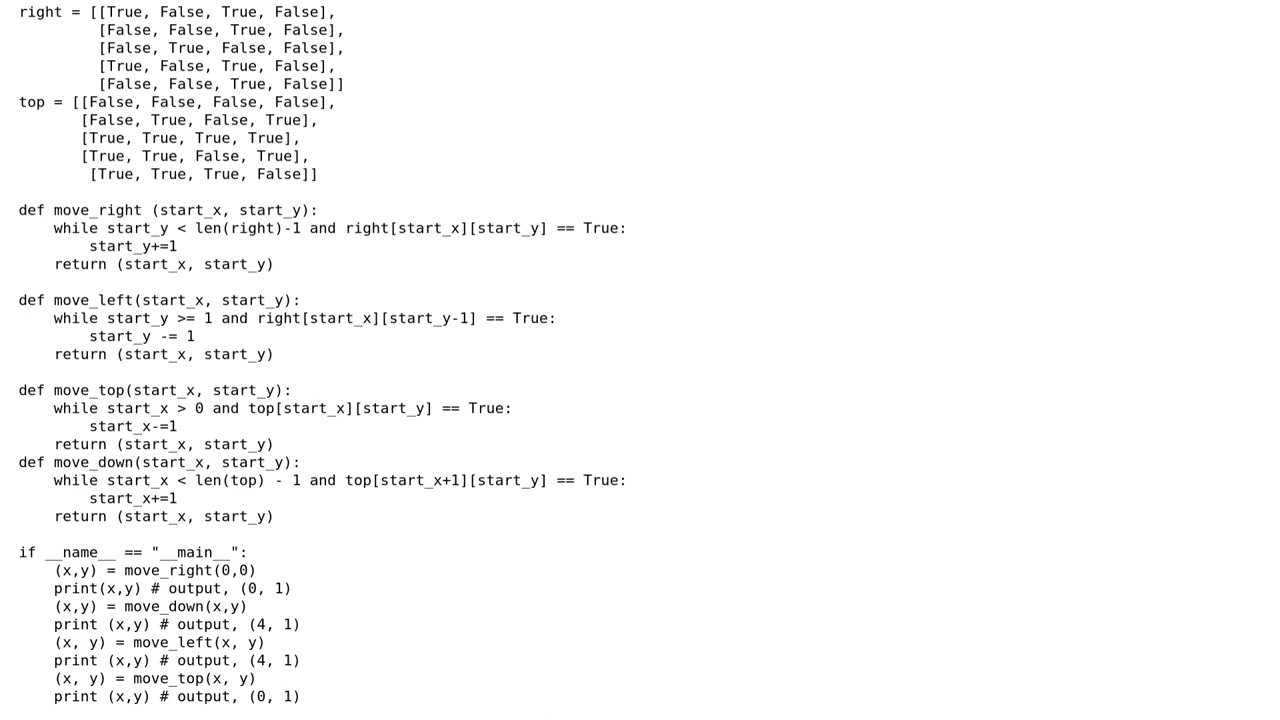 right = [[True, False, True, False],
         [False, False, True, False],
         [False, True, False, False],
         [True, False, True, False],
         [False, False, True, False]]
top = [[False, False, False, False],
       [False, True, False, True],
       [True, True, True, True],
       [True, True, False, True],
        [True, True, True, False]]

def move_right (start_x, start_y):
    while start_y < len(right)-1 and right[start_x][start_y] == True:
        start_y+=1
    return (start_x, start_y)

def move_left(start_x, start_y):
    while start_y >= 1 and right[start_x][start_y-1] == True:
        start_y -= 1
    return (start_x, start_y)

def move_top(start_x, start_y):
    while start_x > 0 and top[start_x][start_y] == True:
        start_x-=1
    return (start_x, start_y)
def move_down(start_x, start_y):
    while start_x < len(top) - 1 and top[start_x+1][start_y] == True:
        start_x+=1
    return (start_x, start_y)

if __name__ == "__main__":
    (x,y) = move_right(0,0)
    print(x,y) # output, (0, 1)
    (x,y) = move_down(x,y)
    print (x,y) # output, (4, 1)
    (x, y) = move_left(x, y)
    print (x,y) # output, (4, 1)
    (x, y) = move_top(x, y)
    print (x,y) # output, (0, 1)